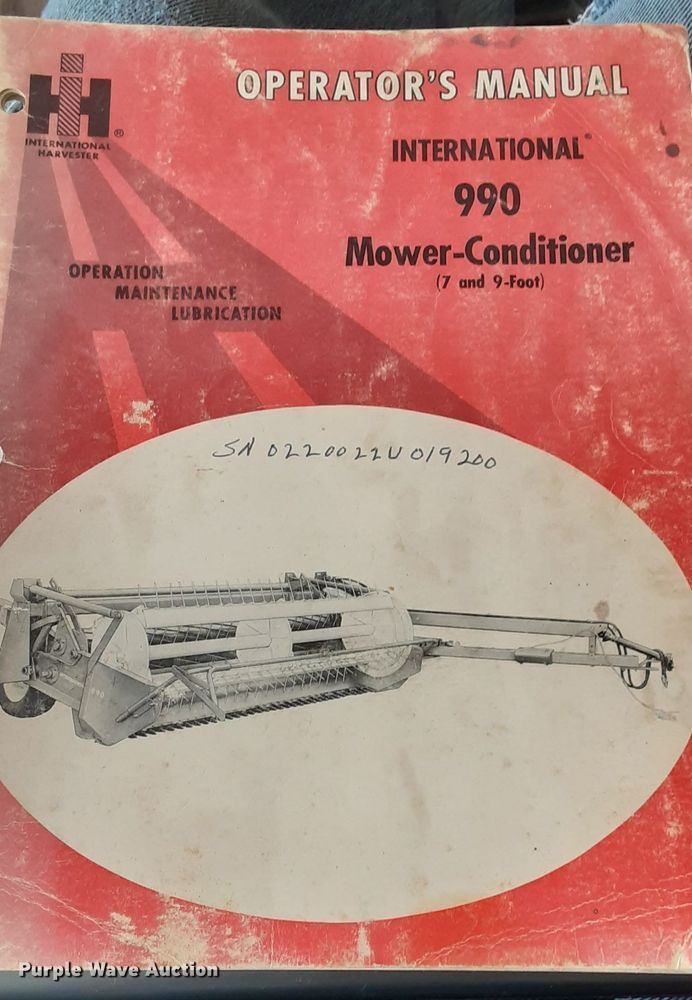 OPERATOR'S MANUAL
IH ®
INTERNATIONAL
HARVESTER
INTERNATIONAL®
990
Mower-Conditioner
(7 and 9-Foot)
OPERATION
MAINTENANCE
LUBRICATION
SN 0220022U019200
990
Purple Wave Auction